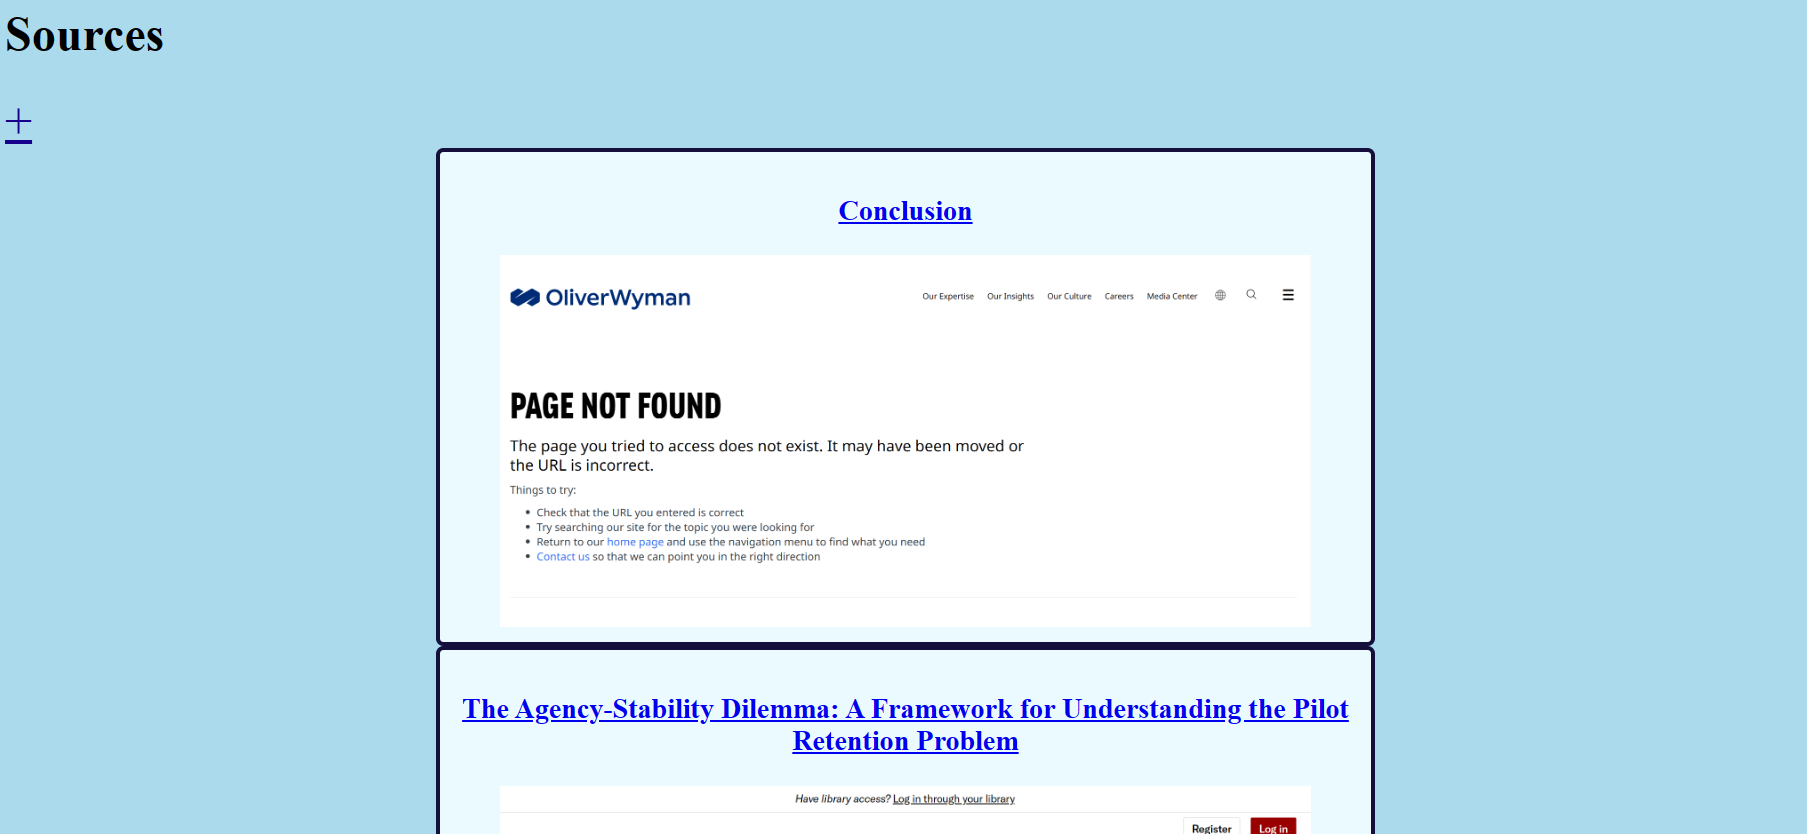 Sources
+
Conclusion
OliverWyman
Our Expertise Our Insights Our Culture Careers Media Center
PAGE NOT FOUND
The page you tried to access does not exist. It may have been moved or
the URL is incorrect.
Things to try:
• Check that the URL you entered is correct
• Try searching our site for the topic you were looking for
• Return to our home page and use the navigation menu to find what you need
• Contact us so that we can point you in the right direction
The Agency-Stability Dilemma: A Framework for Understanding the Pilot
Retention Problem
Have library access? Log in through your library
Register Log in